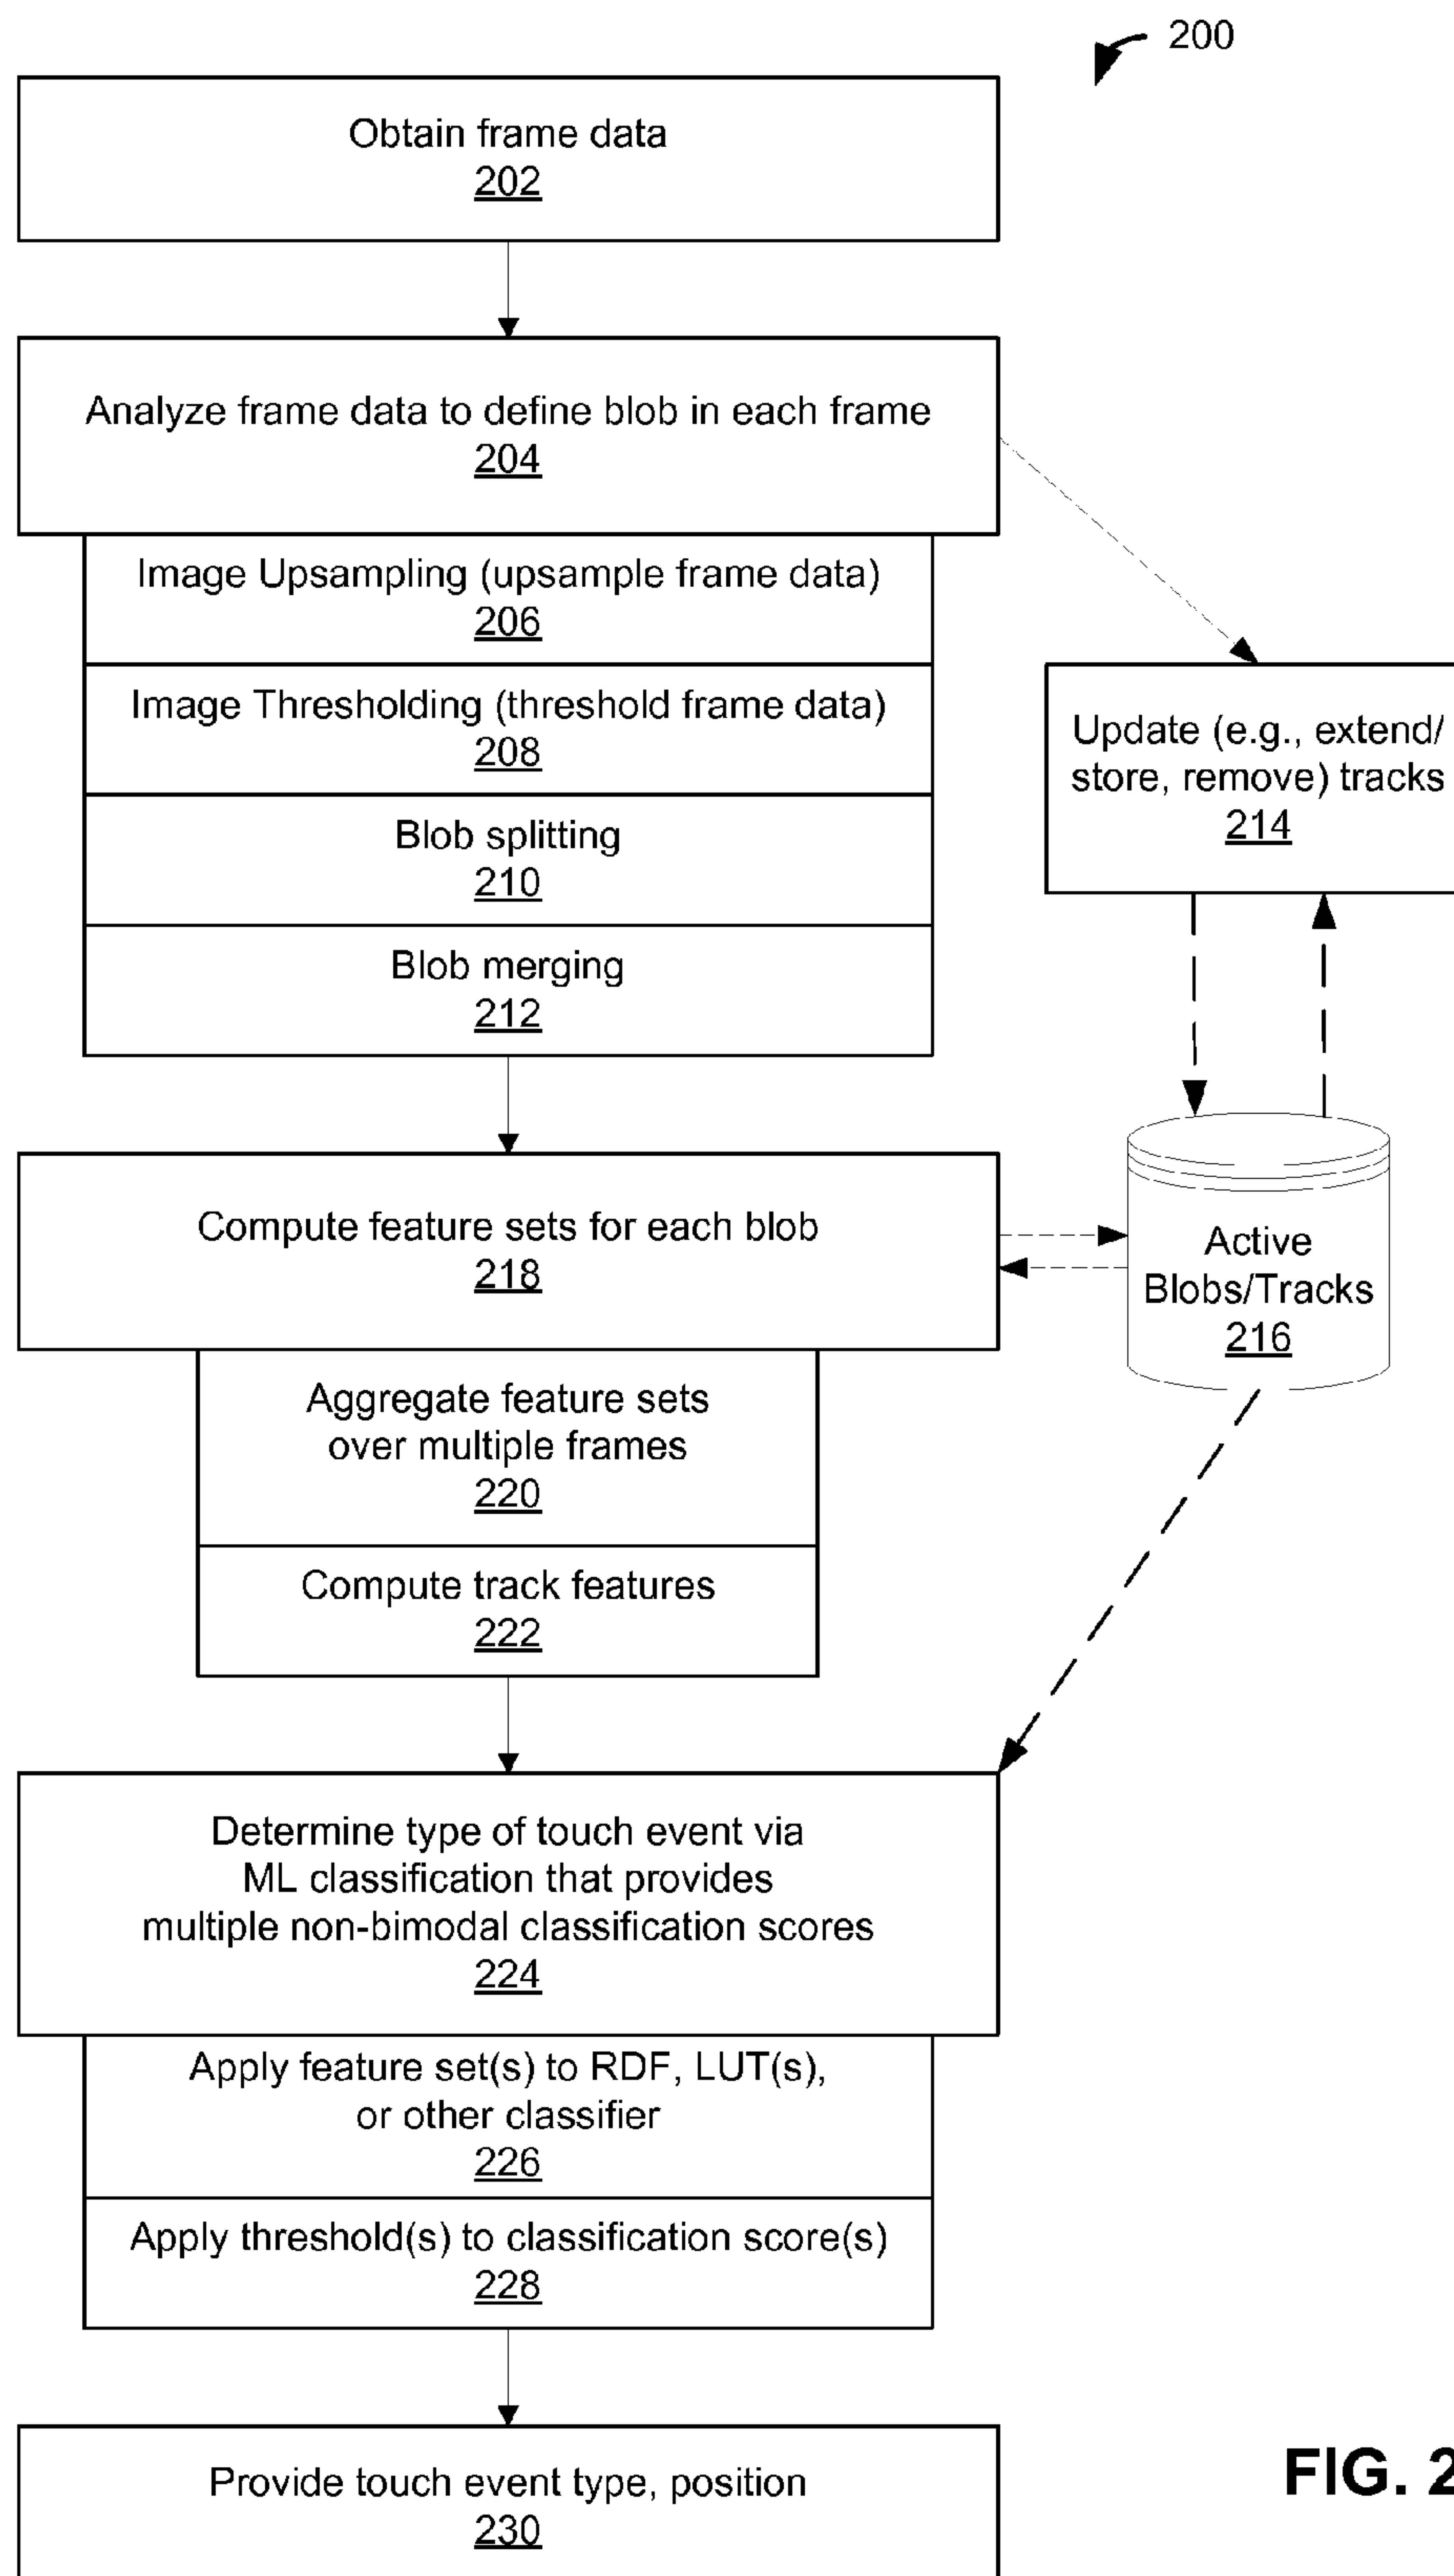 200
Obtain frame data
202
Analyze frame data to define blob in each frame
204
Image Upsampling (upsample frame data)
206
Image Thresholding (threshold frame data)
208
Blob splitting
210
Blob merging
212
Update (e.g., extend/
store, remove) tracks
214
Compute feature sets for each blob
218
Active
Blobs/Tracks
216
Aggregate feature sets
over multiple frames
220
Compute track features
222
Determine type of touch event via
ML classification that provides
multiple non-bimodal classification scores
224
Apply feature set(s) to RDF, LUT(s),
or other classifier
226
Apply threshold(s) to classification score(s)
228
Provide touch event type, position
230
FIG. 2